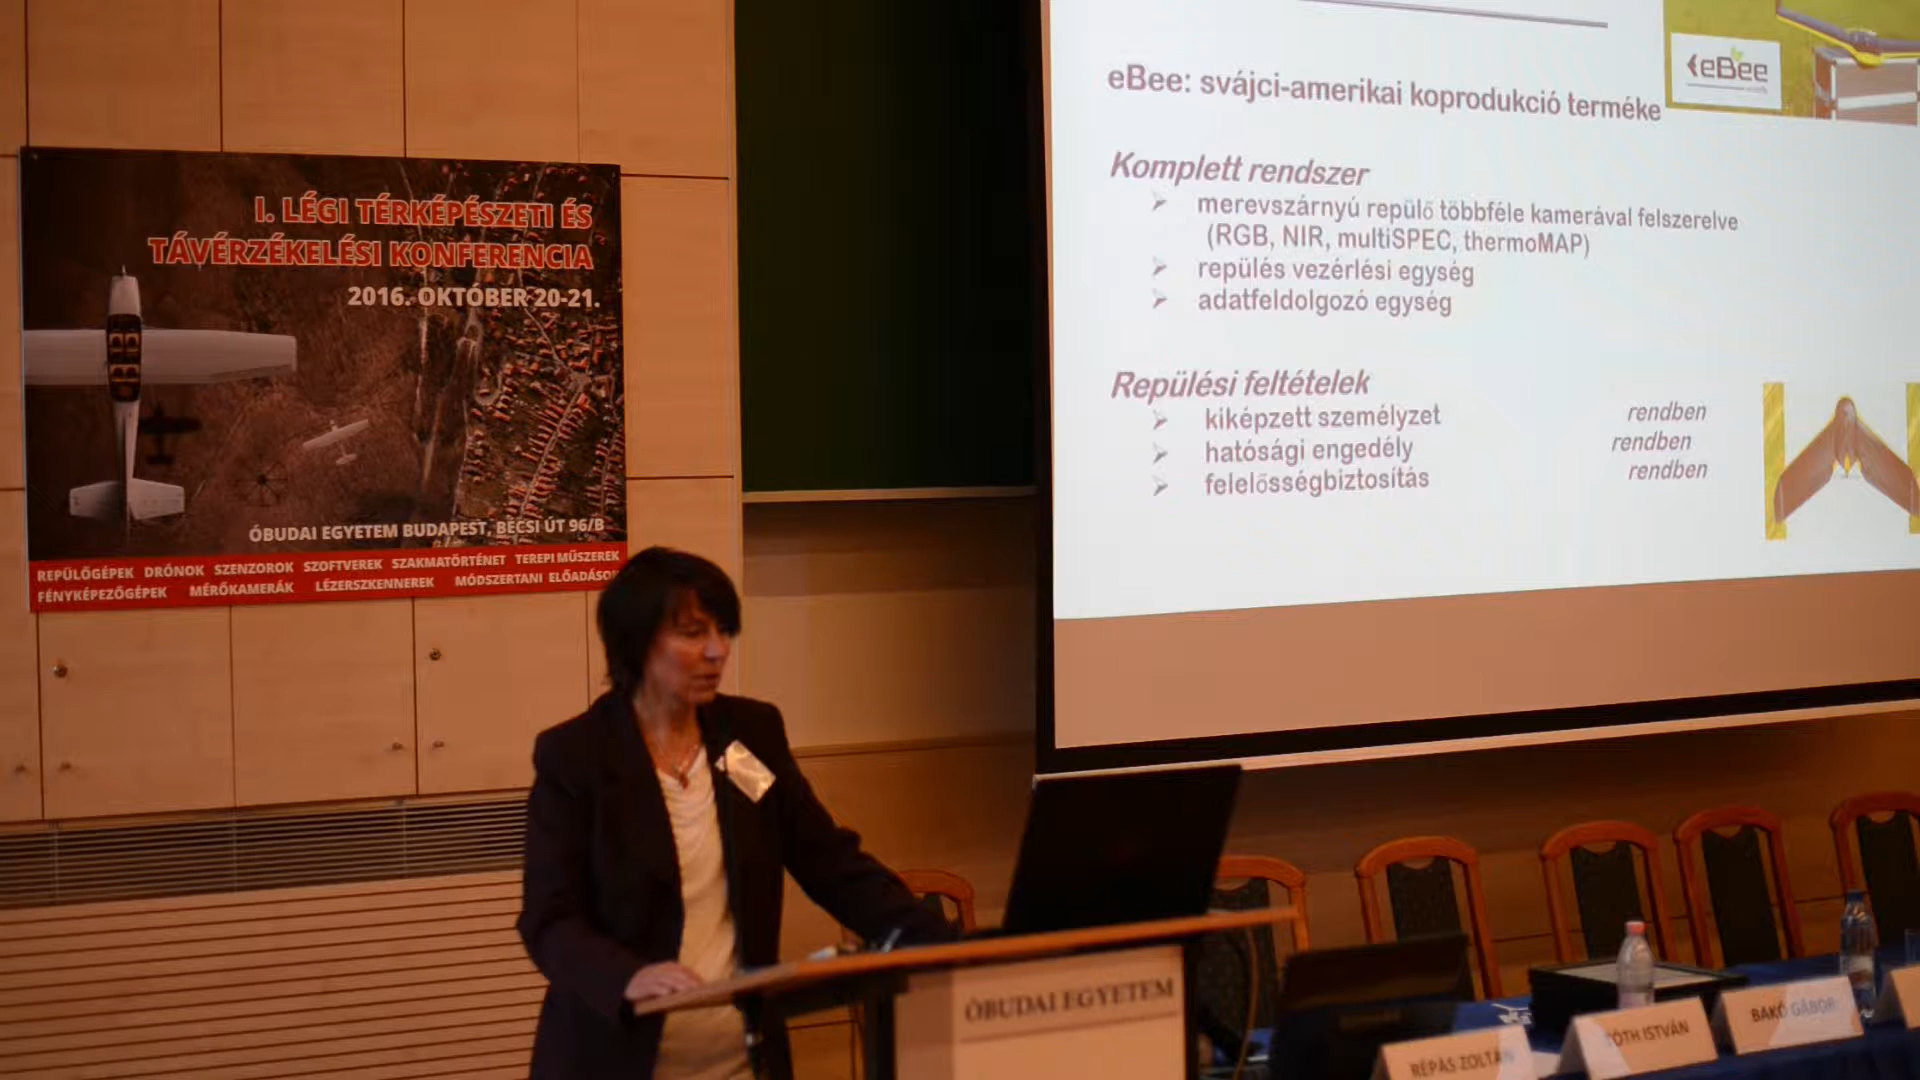 I. LÉGI TÉRKÉPÉSZETI ÉS
TÁVÉRZÉKELÉSI KONFERENCIA
2016. OKTÓBER 20-21.
ÓBUDAI EGYETEM BUDAPEST, BÉCSI ÚT 96/B
REPÜLŐGÉPEK DRÓNOK SZENZOROK SZOFTVEREK SZAKMATÖRTÉNET TEREPI MŰSZEREK
FÉNYKÉPEZŐGÉPEK MÉRŐKAMERÁK LÉZERSZKENNEREK MÓDSZERTANI ELŐADÁSO
eBee
eBee: svájci-amerikai koprodukció terméke
Komplett rendszer
➢ merevszárnyú repülő többféle kamerával felszerelve
(RGB, NIR, multiSPEC, thermoMAP)
➢ repülés vezérlési egység
➢ adatfeldolgozó egység
Repülési feltételek
➢ kiképzett személyzet rendben
➢ hatósági engedély rendben
➢ felelősségbiztosítás rendben
ÓBUDAI EGYETEM
RÉPÁS ZOLTÁN
TÓTH ISTVÁN
BAKÓ GÁBOR